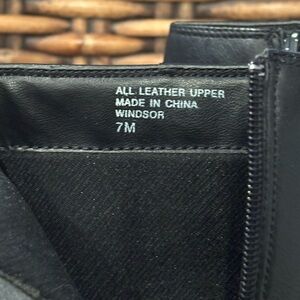 ALL LEATHER UPPER
MADE IN CHINA
WINDSOR
7M